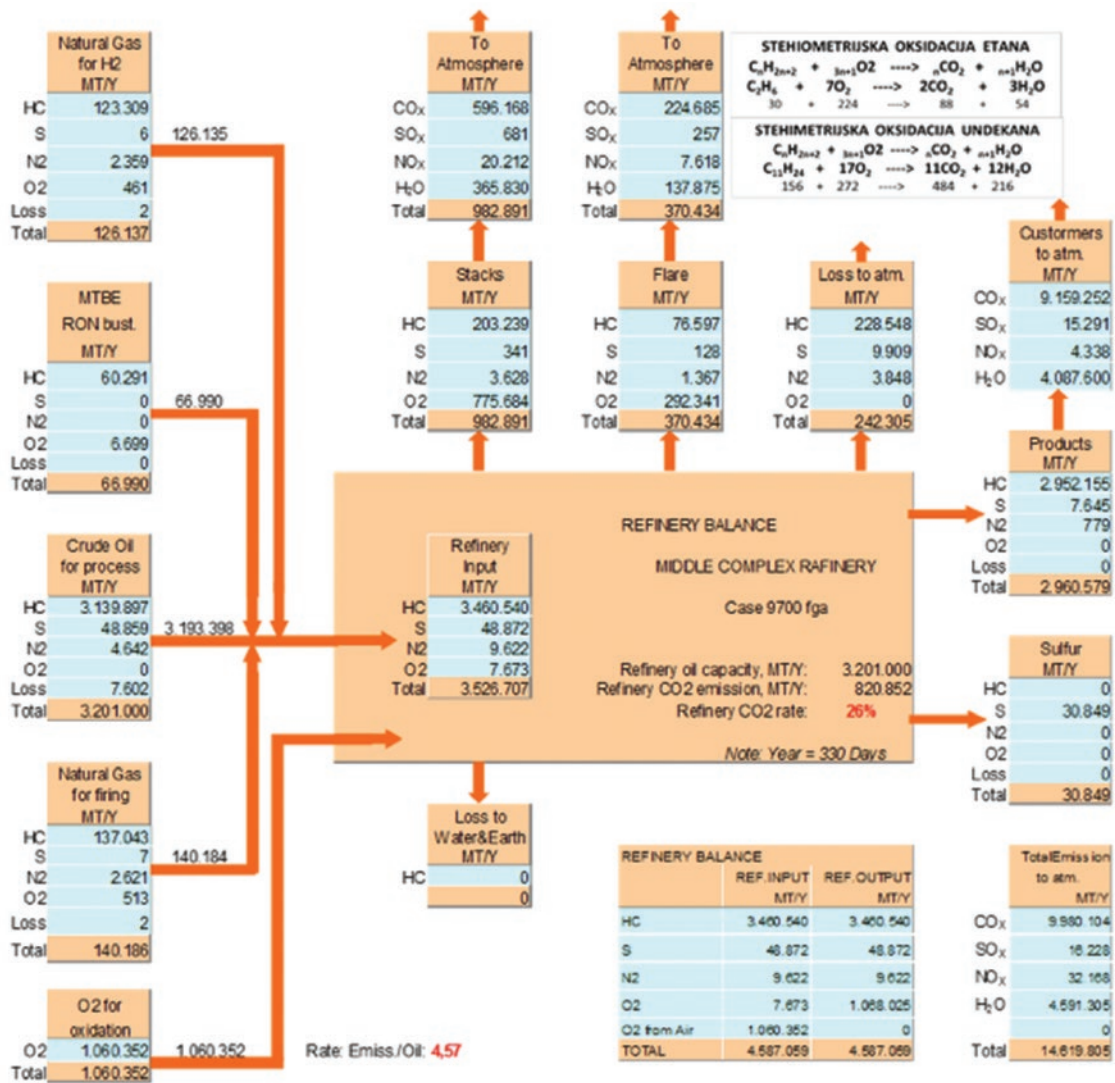 Natural Gas
for H2
MT/Y
HC 123.309
S 6
N2 2.359
O2 461
Loss 2
Total 126.137
126.135
MTBE
RON bust.
MT/Y
HC 60.291
S 0
N2 0
O2 6.699
Loss 0
Total 66.990
66.990
Crude Oil
for process
MT/Y
HC 3.139.897
S 48.859
N2 4.642
O2 0
Loss 7.602
Total 3.201.000
3.193.398
Natural Gas
for firing
MT/Y
HC 137.043
S 7
N2 2.621
O2 513
Loss 2
Total 140.186
140.184
O2 for
oxidation
O2 1.060.352
Total 1.060.352
1.060.352
To
Atmosphere
MT/Y
COx 596.168
SOx 681
NOx 20.212
H₂O 365.830
Total 982.891
Stacks
MT/Y
HC 203.239
S 341
N2 3.628
O2 775.684
Total 982.891
To
Atmosphere
MT/Y
COx 224.685
SOx 257
NOx 7.618
H₂O 137.875
Total 370.434
Flare
MT/Y
HC 76.597
S 128
N2 1.367
O2 292.341
Total 370.434
Loss to atm.
MT/Y
HC 228.548
S 9.909
N2 3.848
O2 0
Total 242.305
STEHIOMETRIJSKA OKSIDACIJA ETANA
CₙH₂ₙ₊₂ + ₃ₙ₊₁O2 ----> ₙCO₂ + ₙ₊₁H₂O
C₂H₆ + 7O₂ ----> 2CO₂ + 3H₂O
30 + 224 ----> 88 + 54
STEHIMETRIJSKA OKSIDACIJA UNDEKANA
CₙH₂ₙ₊₂ + ₃ₙ₊₁O2 ----> ₙCO₂ + ₙ₊₁H₂O
C₁₁H₂₄ + 17O₂ ----> 11CO₂ + 12H₂O
156 + 272 ----> 484 + 216
Custormers
to atm.
MT/Y
COx 9.159.252
SOx 15.291
NOx 4.338
H₂O 4.087.600
Products
MT/Y
HC 2.952.155
S 7.645
N2 779
O2 0
Loss 0
Total 2.960.579
Sulfur
MT/Y
HC 0
S 30.849
N2 0
O2 0
Loss 0
Total 30.849
REFINERY BALANCE
MIDDLE COMPLEX RAFINERY
Case 9700 fga
Refinery oil capacity, MT/Y: 3.201.000
Refinery CO2 emission, MT/Y: 820.852
Refinery CO2 rate: 26%
Note: Year = 330 Days
Refinery
Input
MT/Y
HC 3.460.540
S 48.872
N2 9.622
O2 7.673
Total 3.526.707
Loss to
Water&Earth
MT/Y
HC 0
0
Rate: Emiss./Oil: 4,57
REFINERY BALANCE
REF.INPUT REF.OUTPUT
MT/Y MT/Y
HC 3.460.540 3.460.540
S 48.872 48.872
N2 9.622 9.622
O2 7.673 1.068.025
O2 from Air 1.060.352 0
TOTAL 4.587.059 4.587.059
TotalEmission
to atm.
MT/Y
COx 9.980.104
SOx 16.228
NOx 32.168
H₂O 4.591.305
Total 14.619.805